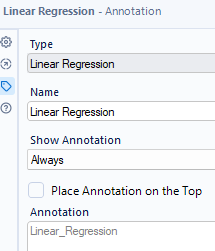 Linear Regression - Annotation
Type
Linear Regression
Name
Linear Regression
Show Annotation
Always
Place Annotation on the Top
Annotation
Linear_Regression